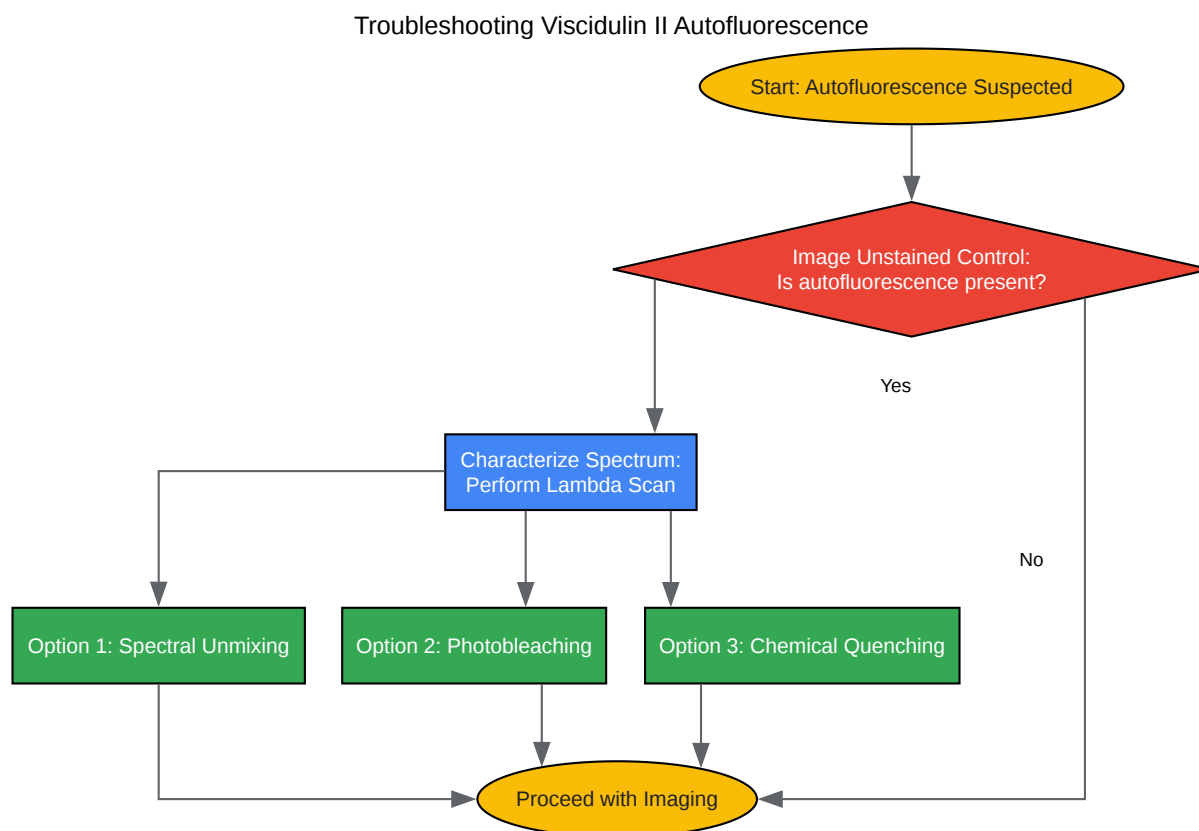 Troubleshooting Viscidulin II Autofluorescence
Start: Autofluorescence Suspected
Image Unstained Control:
Is autofluorescence present?
Yes
Characterize Spectrum:
Perform Lambda Scan
No
Option 1: Spectral Unmixing
Option 2: Photobleaching
Option 3: Chemical Quenching
Proceed with Imaging